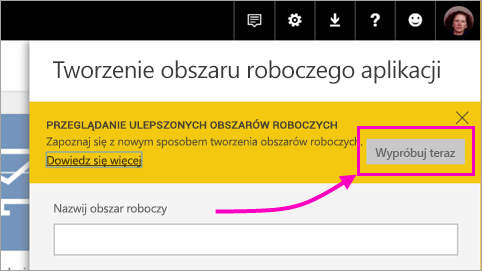 Tworzenie obszaru roboczego aplikacji
PRZEGLĄDANIE ULEPSZONYCH OBSZARÓW ROBOCZYCH
Zapoznaj się z nowym sposobem tworzenia obszarów roboczych.
Dowiedz się więcej
Wypróbuj teraz
Nazwij obszar roboczy